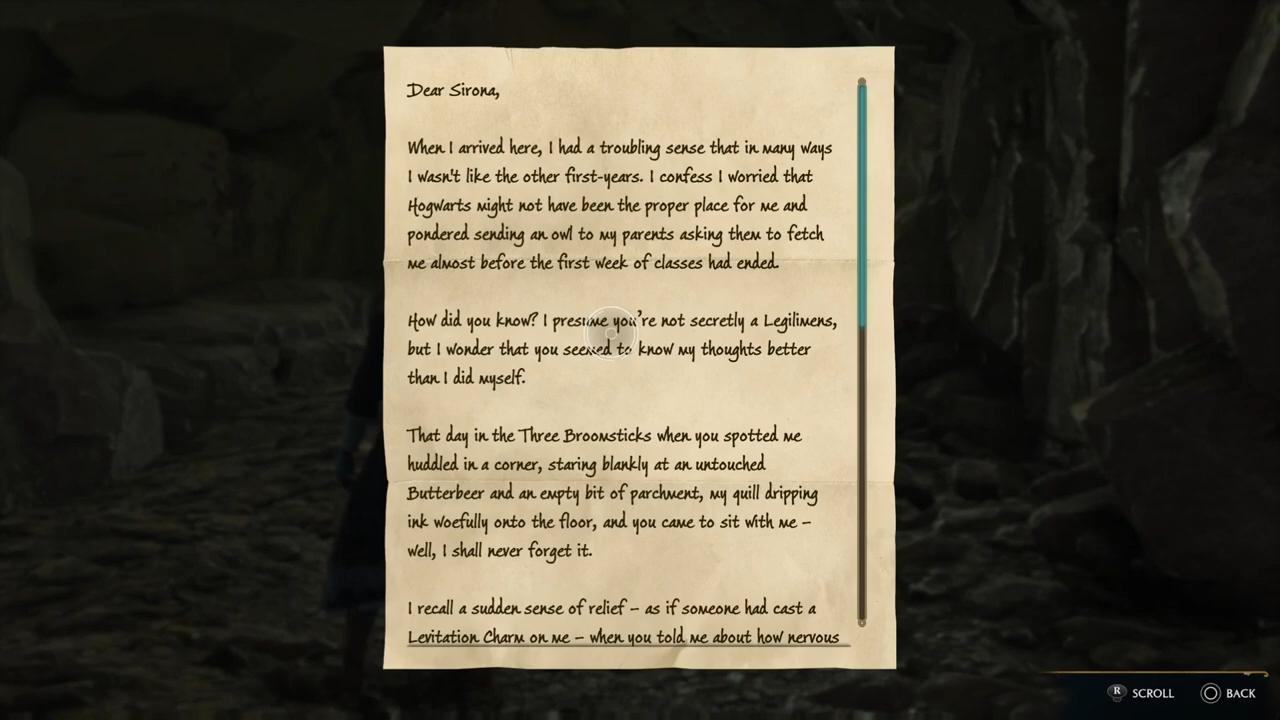 Dear Sirona,
When I arrived here, I had a troubling sense that in many ways
I wasn't like the other first-years. I confess I worried that
Hogwarts might not have been the proper place for me and
pondered sending an owl to my parents asking them to fetch
me almost before the first week of classes had ended.
How did you know? I presume you're not secretly a Legilimens,
but I wonder that you seemed to know my thoughts better
than I did myself.
That day in the Three Broomsticks when you spotted me
huddled in a corner, staring blankly at an untouched
Butterbeer and an empty bit of parchment, my quill dripping
ink woefully onto the floor, and you came to sit with me –
well, I shall never forget it.
I recall a sudden sense of relief – as if someone had cast a
Levitation Charm on me – when you told me about how nervous
R SCROLL
BACK